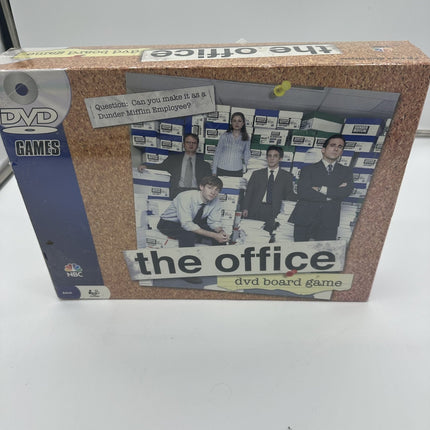 the office
dvd board game
DVD
GAMES
Question: Can you make it as a
Dunder Mifflin Employee?
NBC
the office
dvd board game